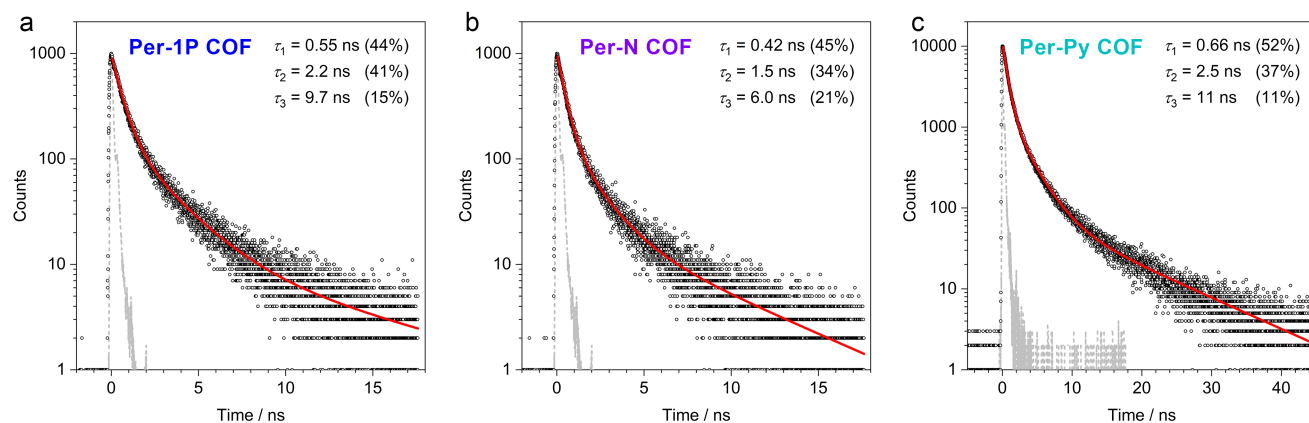 a
Per-1P COF
τ1 = 0.55 ns (44%)
τ2 = 2.2 ns (41%)
τ3 = 9.7 ns (15%)
1000
100
10
1
Counts
0 5 10 15
Time / ns
b
Per-N COF
τ1 = 0.42 ns (45%)
τ2 = 1.5 ns (34%)
τ3 = 6.0 ns (21%)
1000
100
10
1
Counts
0 5 10 15
Time / ns
c
Per-Py COF
τ1 = 0.66 ns (52%)
τ2 = 2.5 ns (37%)
τ3 = 11 ns (11%)
10000
1000
100
10
1
Counts
0 10 20 30 40
Time / ns